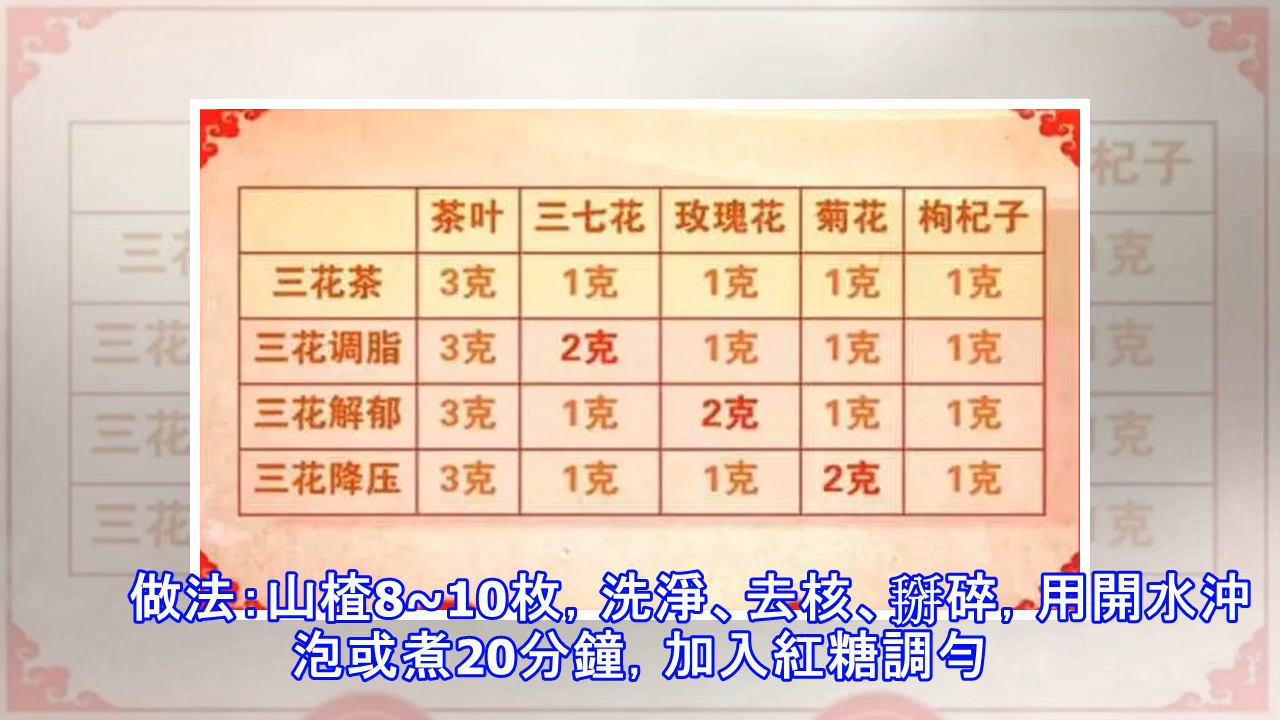 茶叶 三七花 玫瑰花 菊花 枸杞子
三花茶 3克 1克 1克 1克 1克
三花调脂 3克 2克 1克 1克 1克
三花解郁 3克 1克 2克 1克 1克
三花降压 3克 1克 1克 2克 1克
做法:山楂8~10枚, 洗淨、去核、掰碎, 用開水沖
泡或煮20分鐘, 加入紅糖調勻